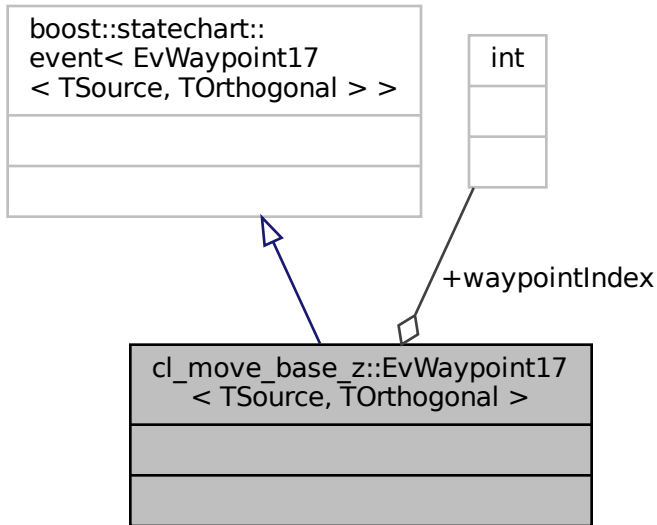 boost::statechart::
event< EvWaypoint17
< TSource, TOrthogonal > >
int
+waypointIndex
cl_move_base_z::EvWaypoint17
< TSource, TOrthogonal >